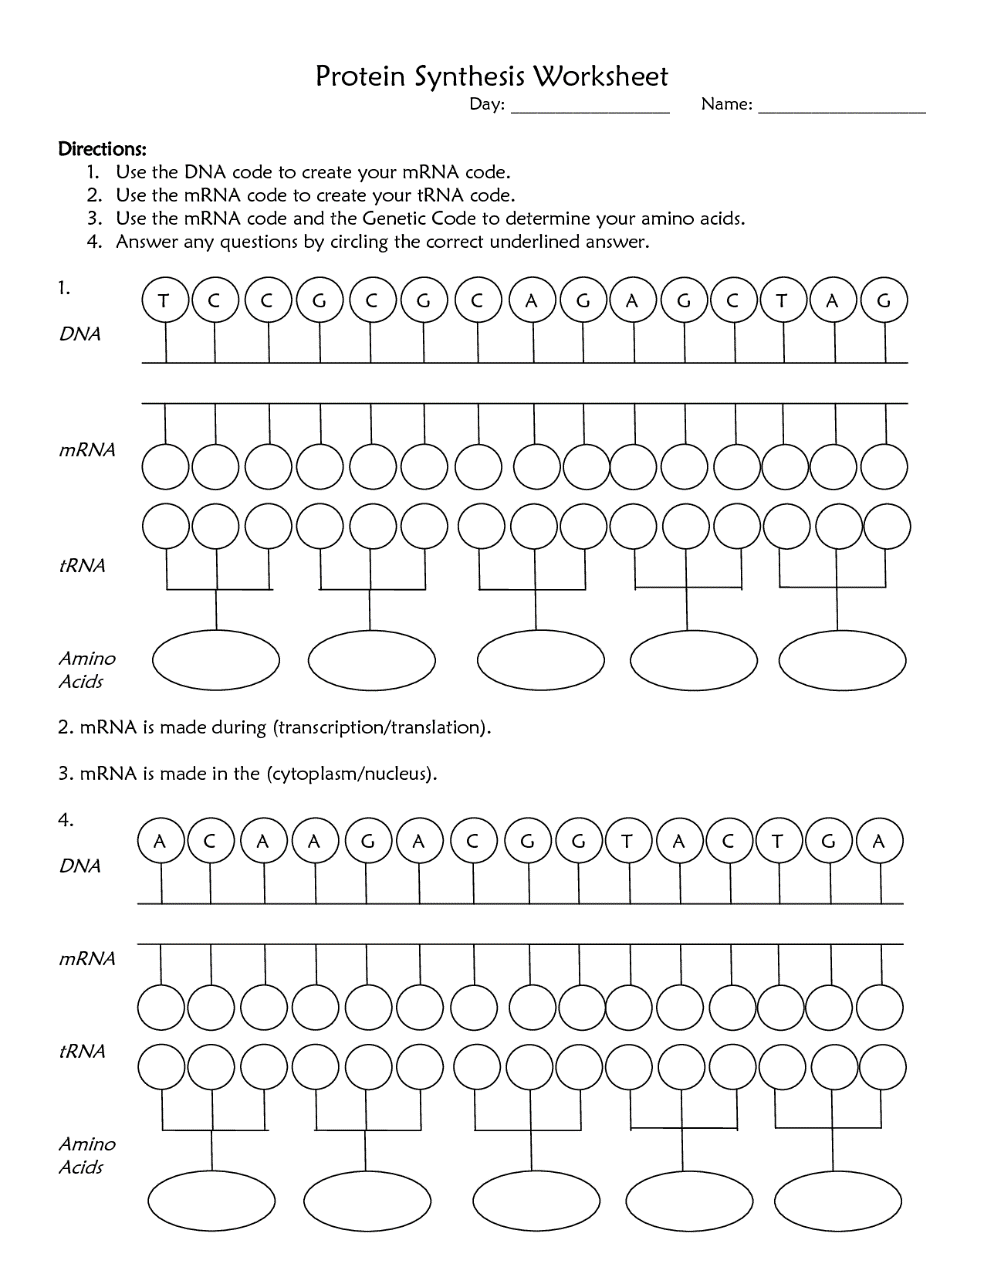 Protein Synthesis Worksheet
Day: __________________ Name: ___________________
Directions:
1. Use the DNA code to create your mRNA code.
2. Use the mRNA code to create your tRNA code.
3. Use the mRNA code and the Genetic Code to determine your amino acids.
4. Answer any questions by circling the correct underlined answer.
1.
T C C G C G C A G A G C T A G
DNA
mRNA
tRNA
Amino
Acids
2. mRNA is made during (transcription/translation).
3. mRNA is made in the (cytoplasm/nucleus).
4.
A C A A G A C G G T A C T G A
DNA
mRNA
tRNA
Amino
Acids